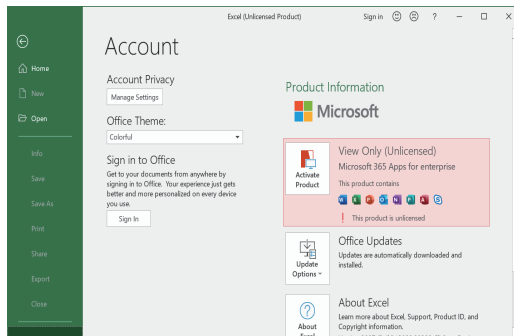 Excel (Unlicensed Product)
Sign in
?
Home
New
Open
Info
Save
Save As
Print
Share
Export
Close
Account
Account Privacy
Manage Settings
Office Theme:
Colorful
Sign in to Office
Get to your documents from anywhere by
signing in to Office. Your experience just gets
better and more personalized on every device
you use.
Sign In
Product Information
Microsoft
Activate
Product
View Only (Unlicensed)
Microsoft 365 Apps for enterprise
This product contains
! This product is unlicensed
Update
Options
Office Updates
Updates are automatically downloaded and
installed.
About
Excel
About Excel
Learn more about Excel, Support, Product ID, and
Copyright information.